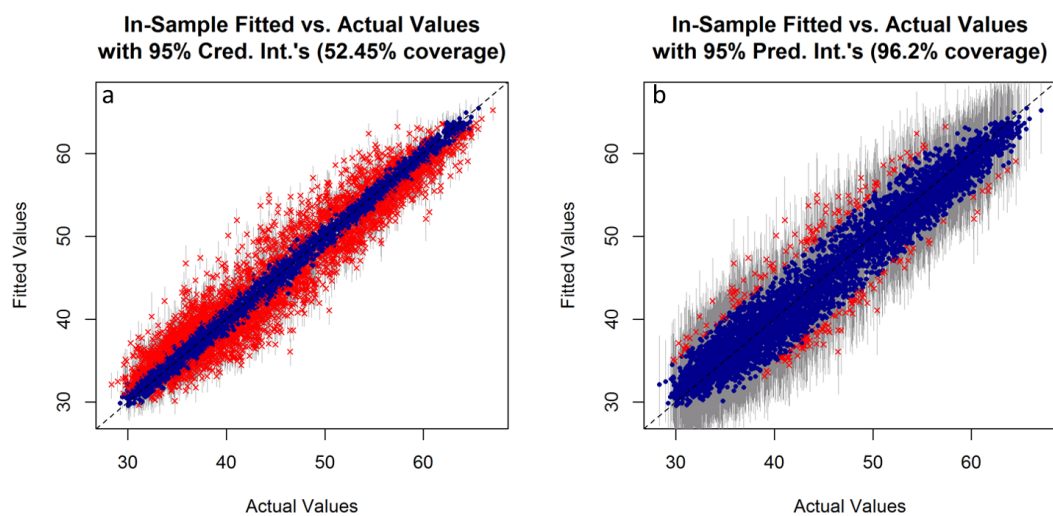 In-Sample Fitted vs. Actual Values
with 95% Cred. Int.'s (52.45% coverage)
a
60
50
40
30
Fitted Values
30 40 50 60
Actual Values
In-Sample Fitted vs. Actual Values
with 95% Pred. Int.'s (96.2% coverage)
b
60
50
40
30
Fitted Values
30 40 50 60
Actual Values